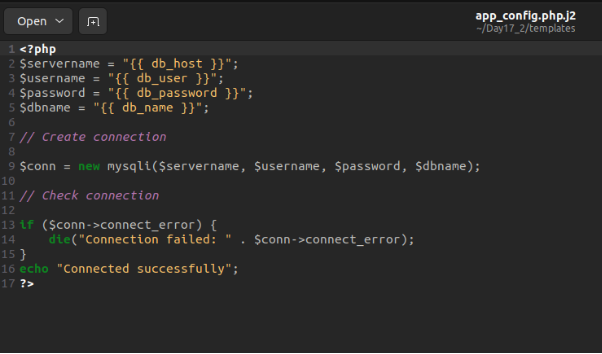 Open
app_config.php.j2
~/Day17_2/templates
1 <?php
2 $servername = "{{ db_host }}";
3 $username = "{{ db_user }}";
4 $password = "{{ db_password }}";
5 $dbname = "{{ db_name }}";
6
7 // Create connection
8
9 $conn = new mysqli($servername, $username, $password, $dbname);
10
11 // Check connection
12
13 if ($conn->connect_error) {
14     die("Connection failed: " . $conn->connect_error);
15 }
16 echo "Connected successfully";
17 ?>